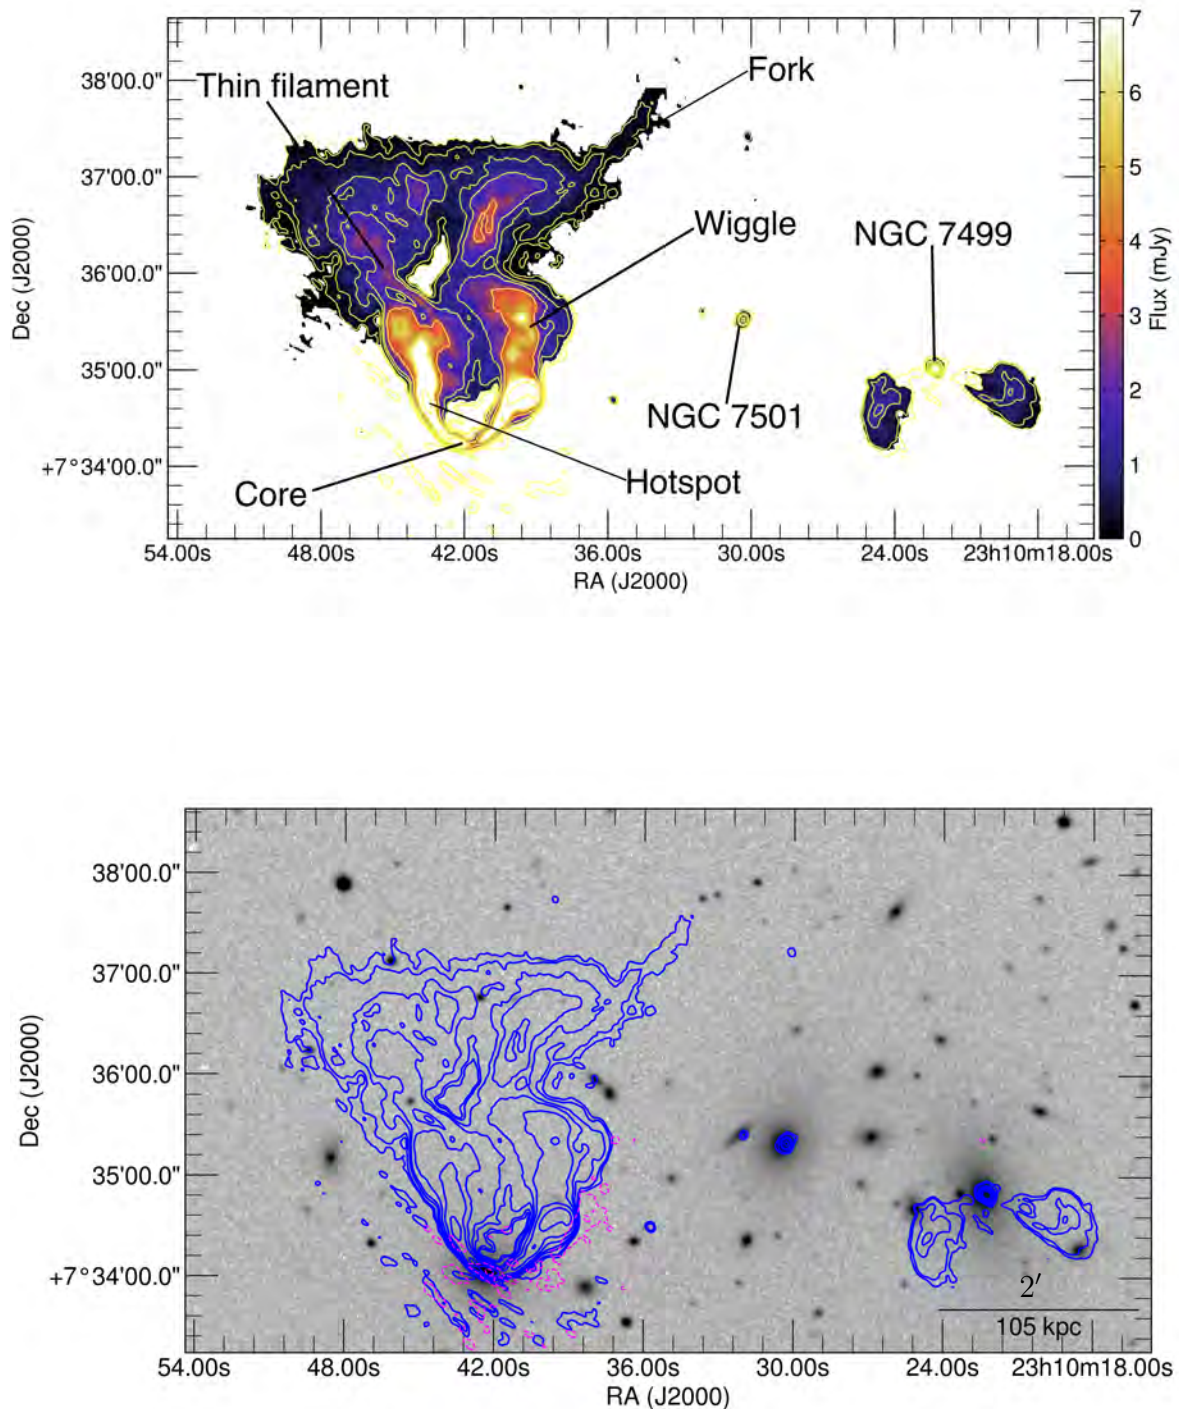 Thin filament
Fork
Wiggle
NGC 7499
NGC 7501
Core
Hotspot
38'00.0"
37'00.0"
36'00.0"
35'00.0"
+7°34'00.0"
Dec (J2000)
54.00s 48.00s 42.00s 36.00s 30.00s 24.00s 23h10m18.00s
RA (J2000)
7
6
5
4
3
2
1
0
Flux (mJy)
38'00.0"
37'00.0"
36'00.0"
35'00.0"
+7°34'00.0"
Dec (J2000)
2′
105 kpc
54.00s 48.00s 42.00s 36.00s 30.00s 24.00s 23h10m18.00s
RA (J2000)